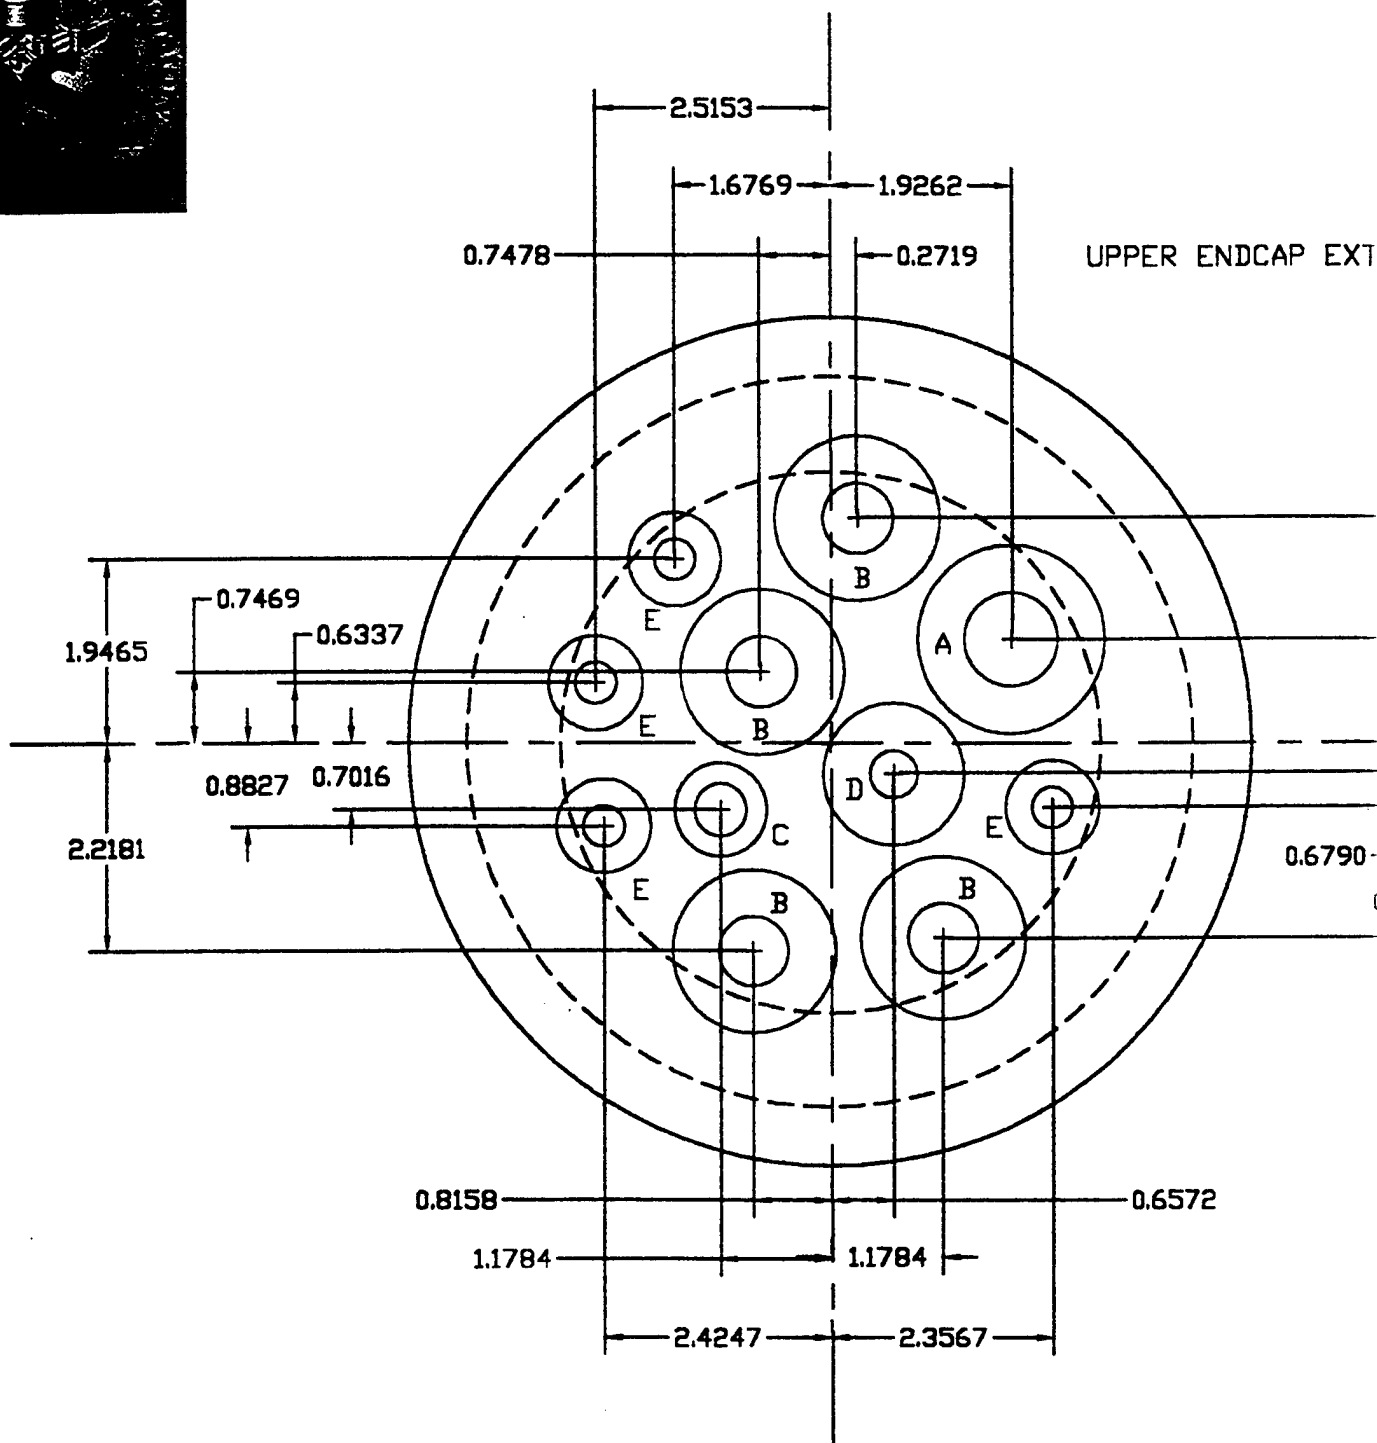 2.5153
1.6769 1.9262
0.7478 0.2719 UPPER ENDCAP EXT
B
0.7469 E
0.6337
1.9465 A
E B
0.8827 0.7016 D
C E
2.2181 0.6790
E B B
0.8158 0.6572
1.1784 1.1784
2.4247 2.3567